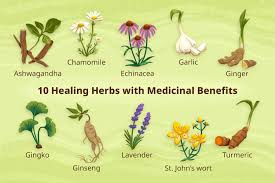 Ashwagandha
Chamomile
Echinacea
Garlic
Ginger
10 Healing Herbs with Medicinal Benefits
Gingko
Ginseng
Lavender
St. John's wort
Turmeric